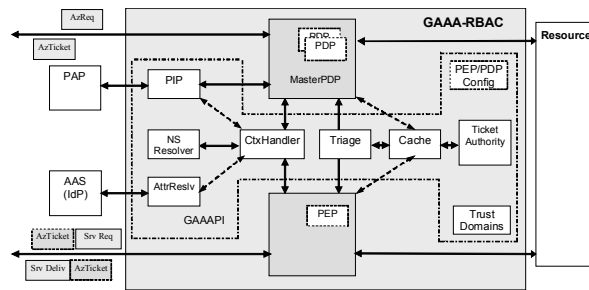 AzReq
AzTicket
GAAA-RBAC
Resource
PDP
PDP
MasterPDP
PAP
PIP
PEP/PDP
Config
NS
Resolver
CtxHandler
Triage
Cache
Ticket
Authority
AAS
(IdP)
AttrReslv
GAAAPI
PEP
Trust
Domains
AzTicket
Srv Req
Srv Deliv
AzTicket